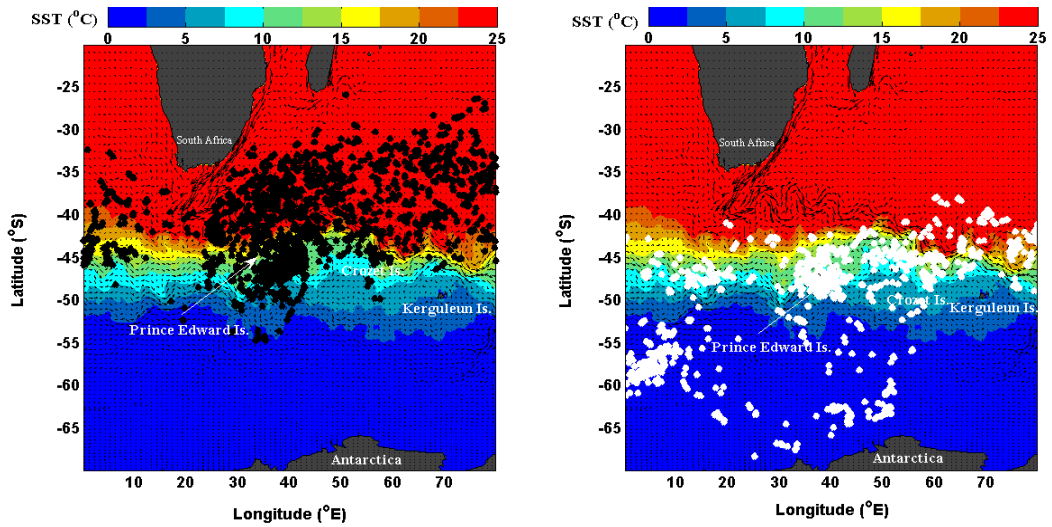 SST (°C)
0 5 10 15 20 25
-25
-30
-35
-40
-45
-50
-55
-60
-65
Latitude (°S)
South Africa
Crozet Is.
Kerguleun Is.
Prince Edward Is.
Antarctica
10 20 30 40 50 60 70
Longitude (°E)
SST (°C)
0 5 10 15 20 25
-25
-30
-35
-40
-45
-50
-55
-60
-65
Latitude (°S)
South Africa
Crozet Is.
Kerguleun Is.
Prince Edward Is.
Antarctica
10 20 30 40 50 60 70
Longitude (°E)